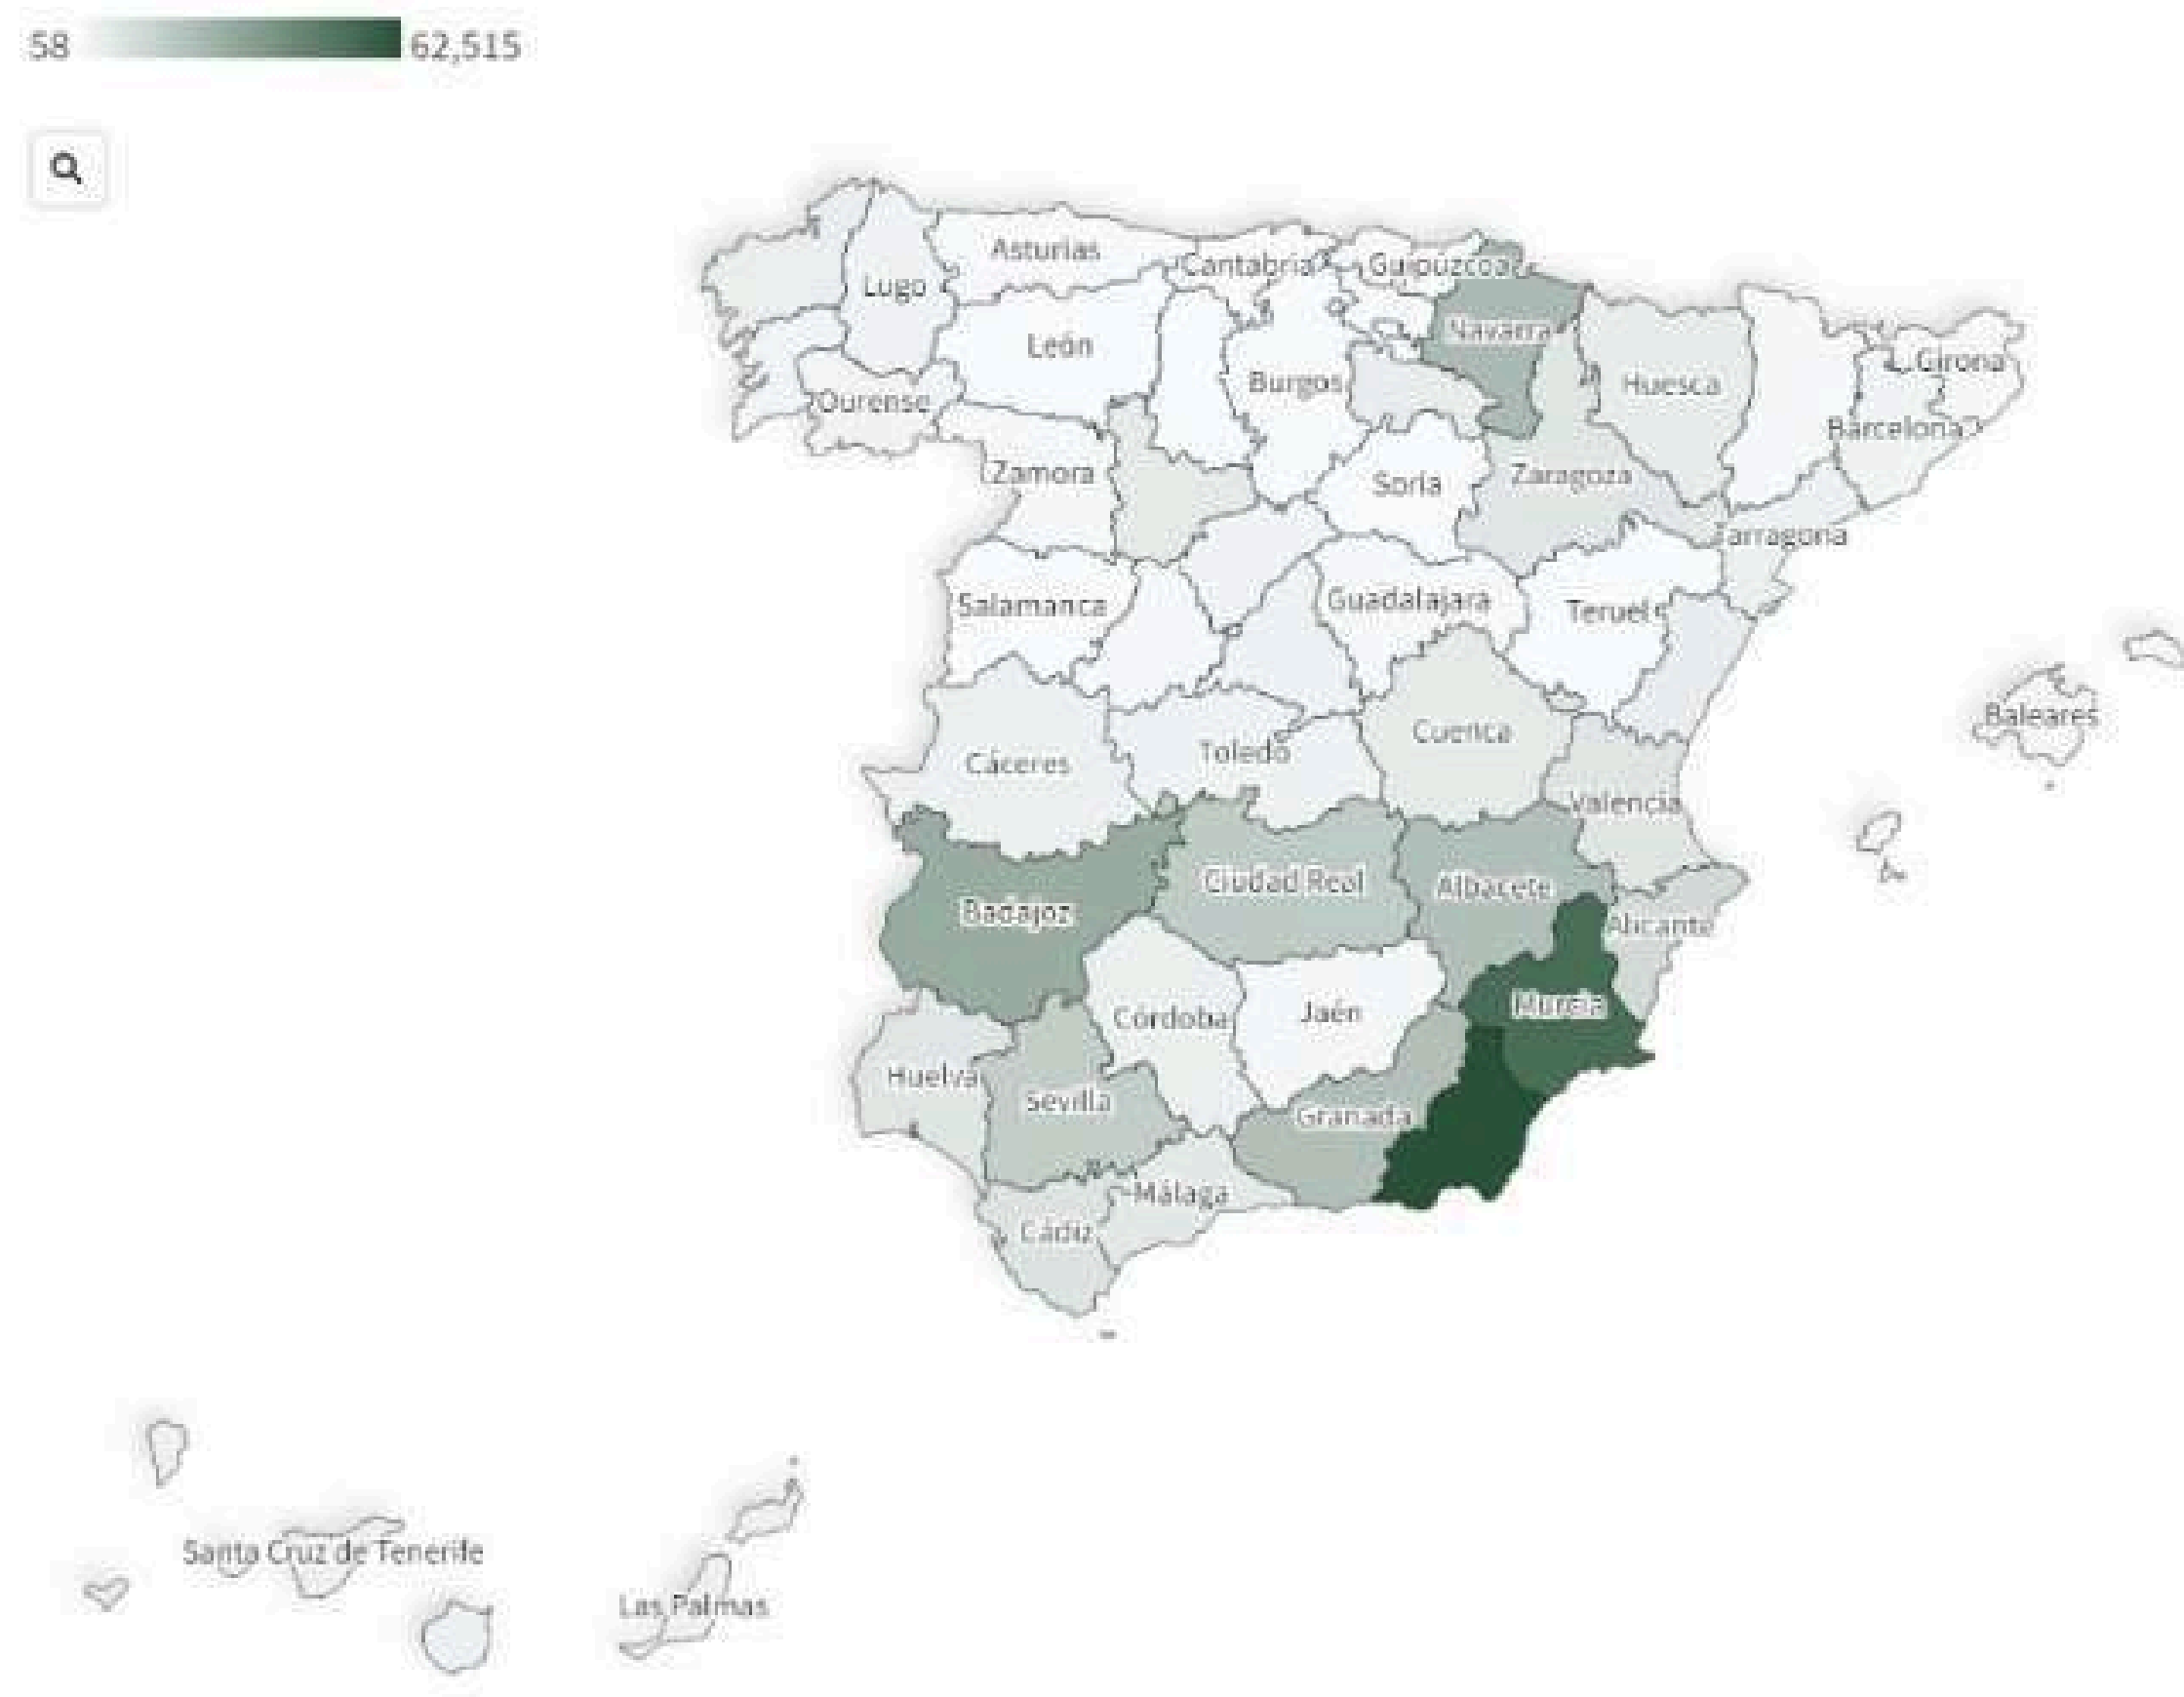 58 62,515
Asturias
Cantabria
Guipúzcoa
Lugo
Navarra
León
Girona
Burgos
Huesca
Ourense
Barcelona
Zamora
Soria
Zaragoza
Tarragona
Salamanca
Guadalajara
Teruel
Baleares
Cuenca
Toledo
Cáceres
Valencia
Ciudad Real
Albacete
Badajoz
Alicante
Murcia
Córdoba
Jaén
Huelva
Sevilla
Granada
Málaga
Cádiz
Santa Cruz de Tenerife
Las Palmas